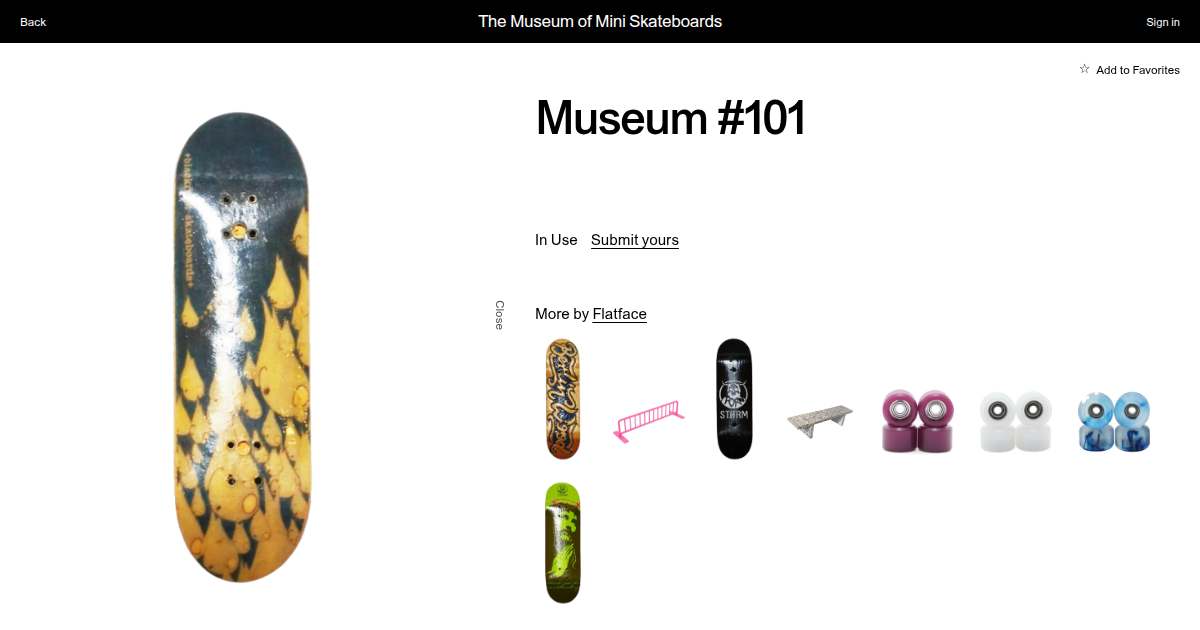 Back
The Museum of Mini Skateboards
Sign in
☆ Add to Favorites
Museum #101
skateboards+
In Use Submit yours
Close
More by Flatface
STORM